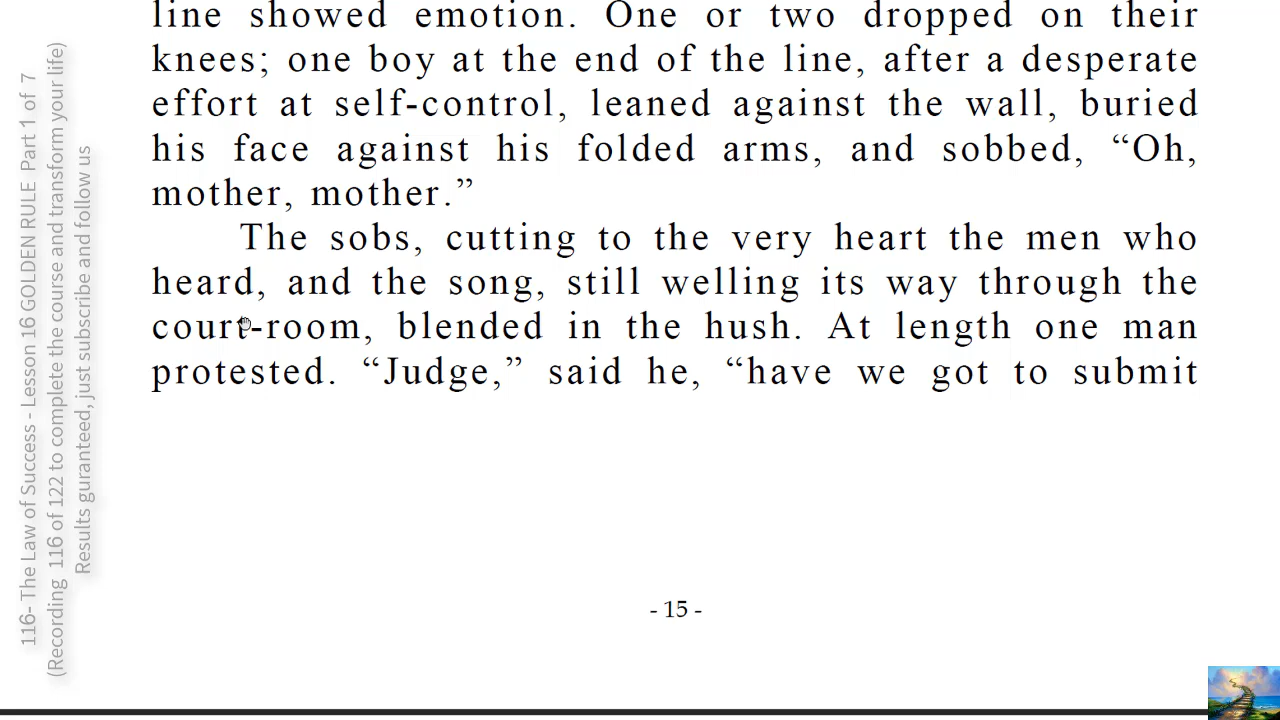 line showed emotion. One or two dropped on their
knees; one boy at the end of the line, after a desperate
effort at self-control, leaned against the wall, buried
his face against his folded arms, and sobbed, “Oh,
mother, mother.”
The sobs, cutting to the very heart the men who
heard, and the song, still welling its way through the
court-room, blended in the hush. At length one man
protested. “Judge,” said he, “have we got to submit
- 15 -
116- The Law of Success - Lesson 16 GOLDEN RULE Part 1 of 7
(Recording 116 of 122 to complete the course and transform your life)
Results guranteed, just subscribe and follow us